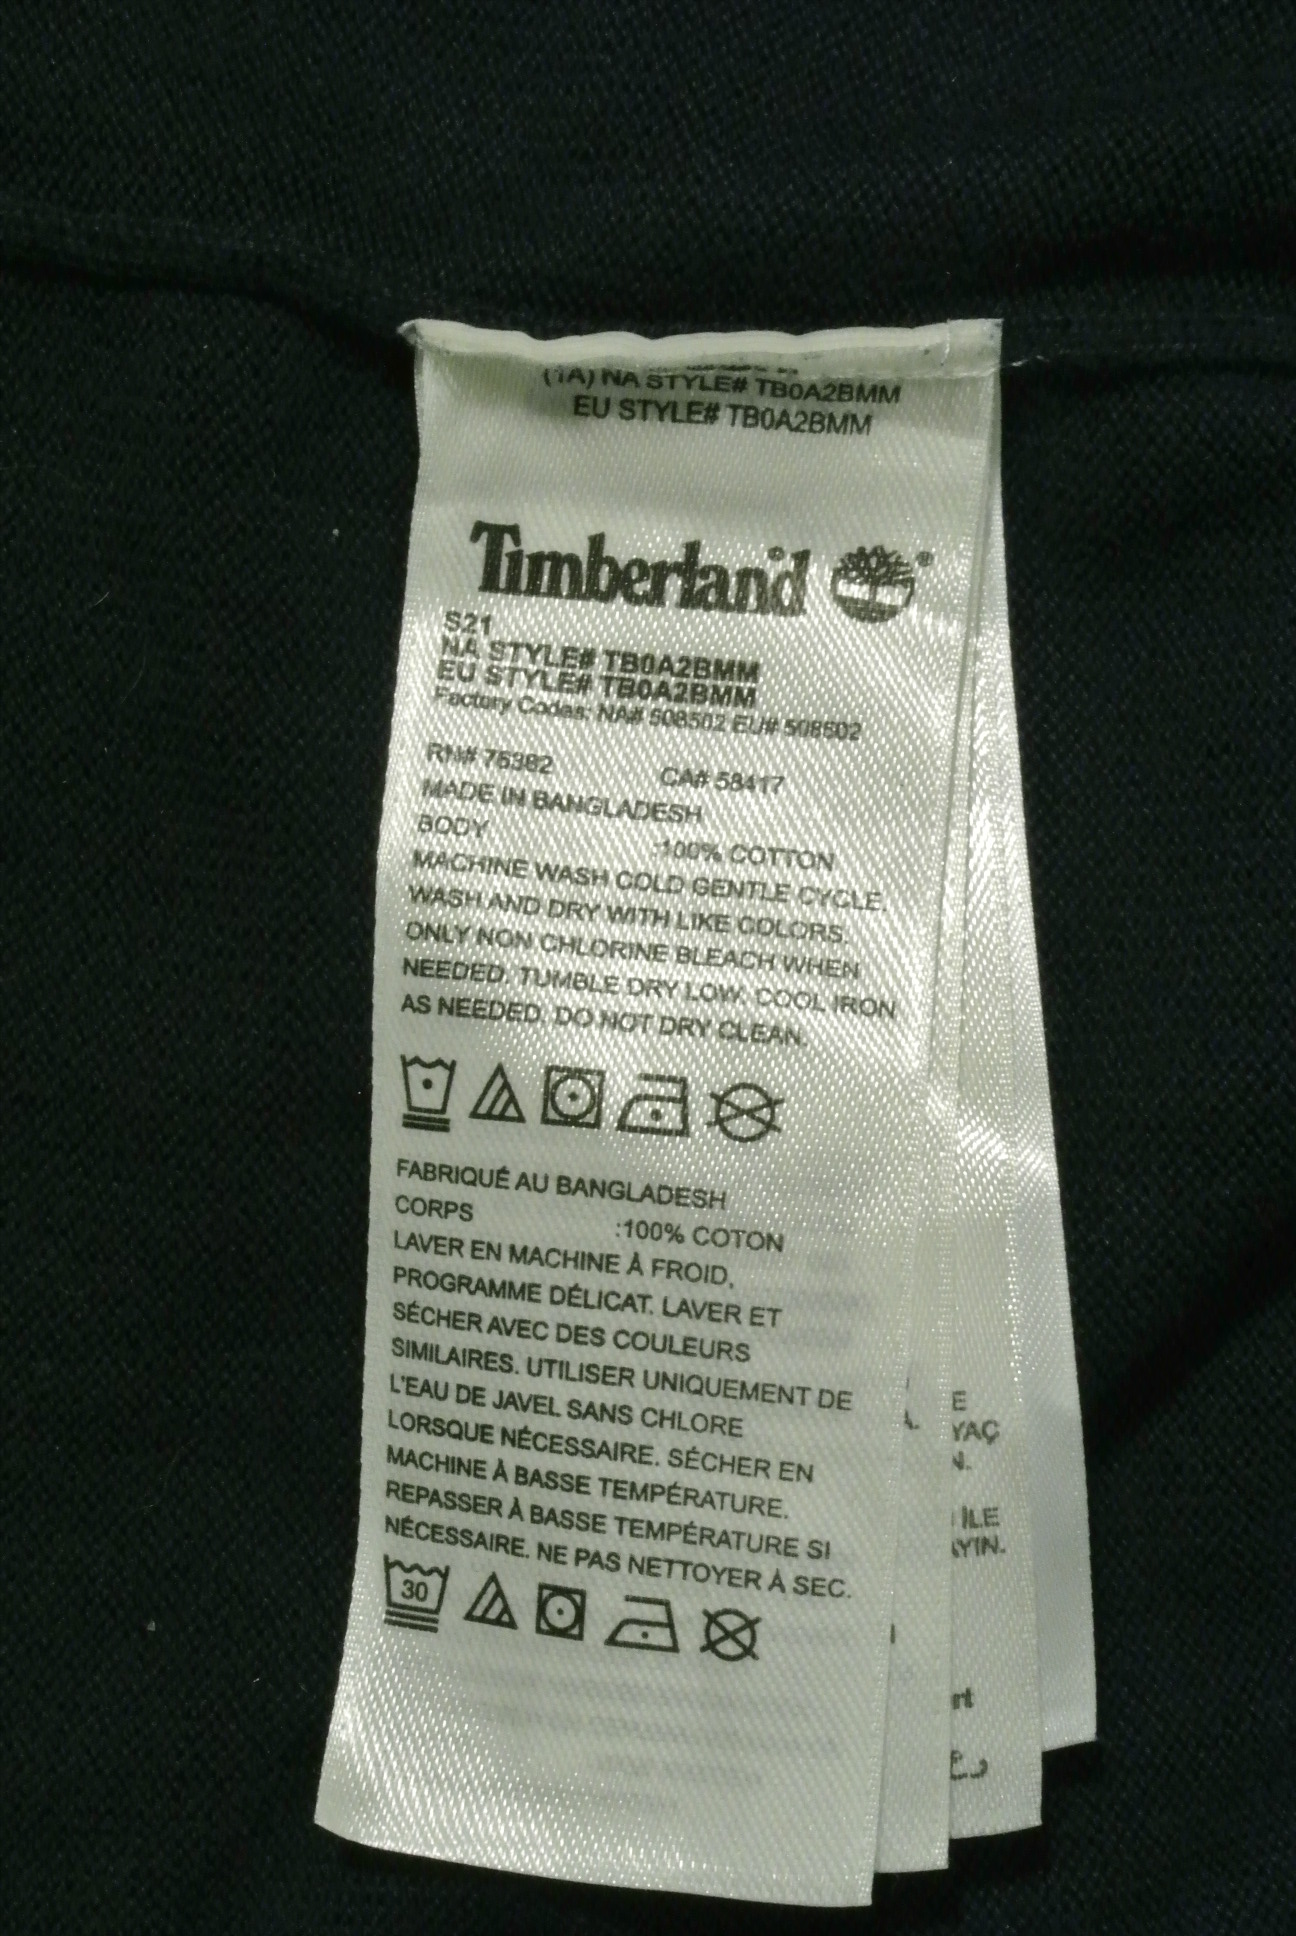 (1A) NA STYLE# TB0A2BMM
EU STYLE# TB0A2BMM
Timberland® ®
S21
NA STYLE# TB0A2BMM
EU STYLE# TB0A2BMM
Factory Codes: NA# 508502 EU# 508502
RN# 75382 CA# 58417
MADE IN BANGLADESH
BODY :100% COTTON
MACHINE WASH COLD GENTLE CYCLE.
WASH AND DRY WITH LIKE COLORS.
ONLY NON CHLORINE BLEACH WHEN
NEEDED. TUMBLE DRY LOW. COOL IRON
AS NEEDED. DO NOT DRY CLEAN.
FABRIQUÉ AU BANGLADESH
CORPS :100% COTON
LAVER EN MACHINE À FROID,
PROGRAMME DÉLICAT. LAVER ET
SÉCHER AVEC DES COULEURS
SIMILAIRES. UTILISER UNIQUEMENT DE
L'EAU DE JAVEL SANS CHLORE
LORSQUE NÉCESSAIRE. SÉCHER EN
MACHINE À BASSE TEMPÉRATURE.
REPASSER À BASSE TEMPÉRATURE SI
NÉCESSAIRE. NE PAS NETTOYER À SEC.
30
E
YAÇ
N.
İLE
YIN.
rt